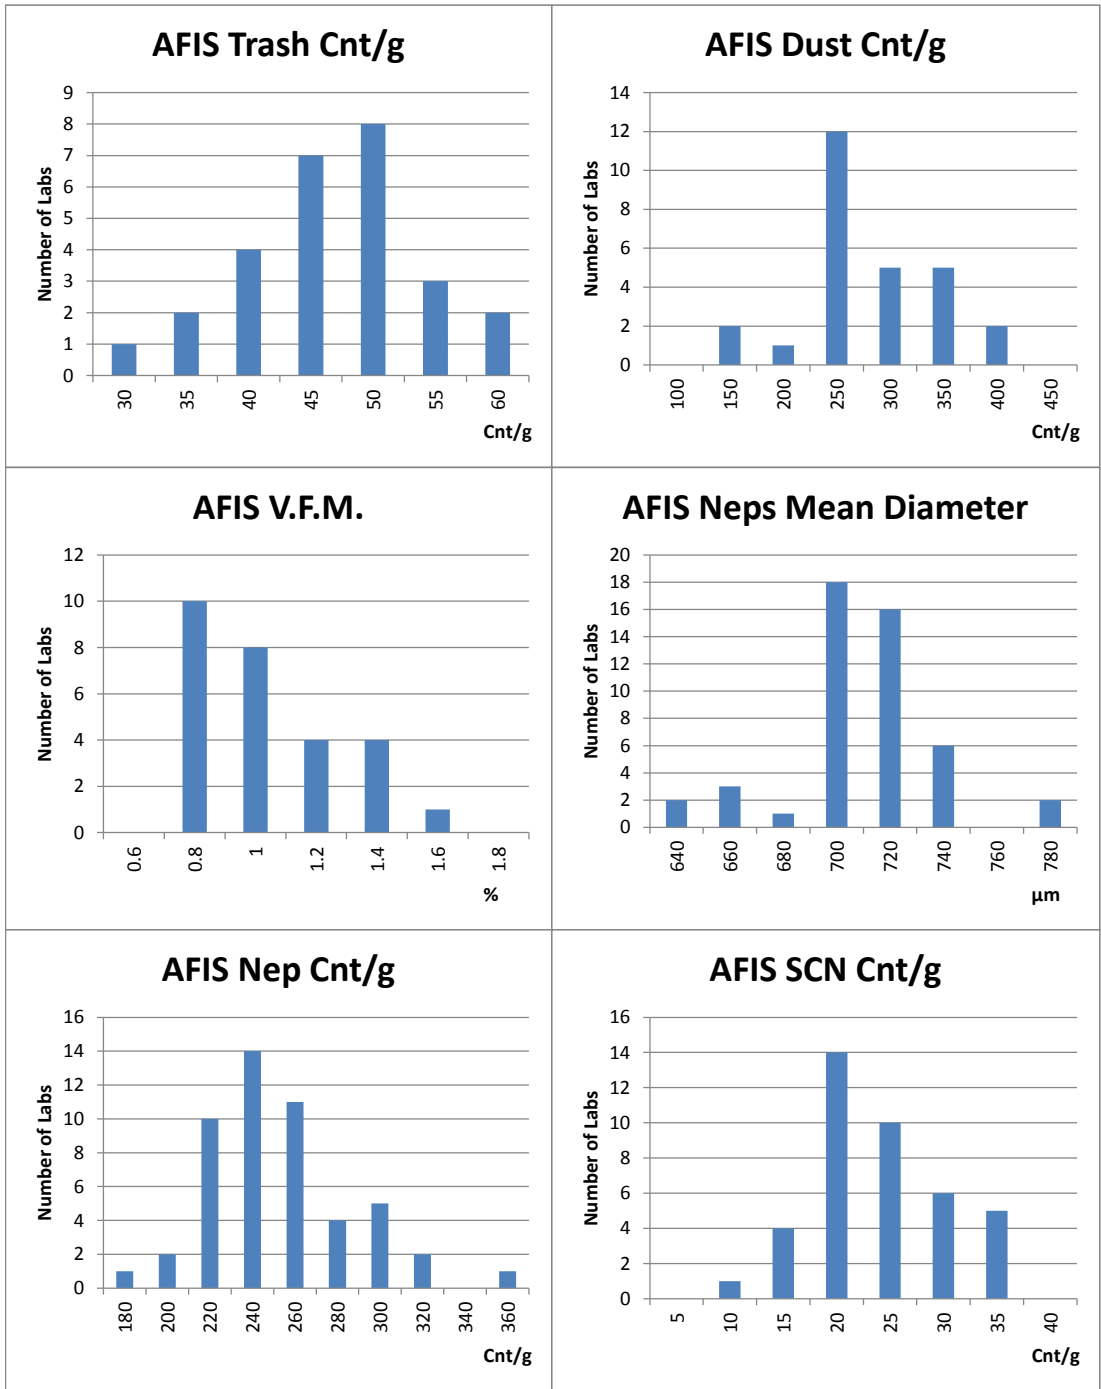 AFIS Trash Cnt/g
9
8
7
6
5
4
3
2
1
0
Number of Labs
30 35 40 45 50 55 60
Cnt/g
AFIS Dust Cnt/g
14
12
10
8
6
4
2
0
Number of Labs
100 150 200 250 300 350 400 450
Cnt/g
AFIS V.F.M.
12
10
8
6
4
2
0
Number of Labs
0.6 0.8 1 1.2 1.4 1.6 1.8
%
AFIS Neps Mean Diameter
20
18
16
14
12
10
8
6
4
2
0
Number of Labs
640 660 680 700 720 740 760 780
µm
AFIS Nep Cnt/g
16
14
12
10
8
6
4
2
0
Number of Labs
180 200 220 240 260 280 300 320 340 360
Cnt/g
AFIS SCN Cnt/g
16
14
12
10
8
6
4
2
0
Number of Labs
5 10 15 20 25 30 35 40
Cnt/g